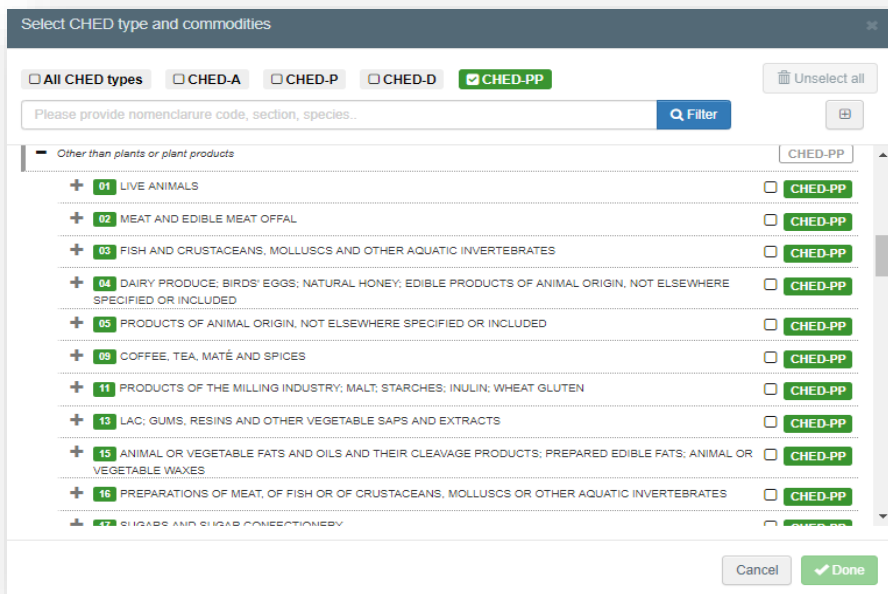 Select CHED type and commodities
All CHED types CHED-A CHED-P CHED-D CHED-PP Unselect all
Please provide nomenclarure code, section, species.. Filter
Other than plants or plant products CHED-PP
01 LIVE ANIMALS CHED-PP
02 MEAT AND EDIBLE MEAT OFFAL CHED-PP
03 FISH AND CRUSTACEANS, MOLLUSCS AND OTHER AQUATIC INVERTEBRATES CHED-PP
04 DAIRY PRODUCE; BIRDS' EGGS; NATURAL HONEY; EDIBLE PRODUCTS OF ANIMAL ORIGIN, NOT ELSEWHERE CHED-PP
SPECIFIED OR INCLUDED
05 PRODUCTS OF ANIMAL ORIGIN, NOT ELSEWHERE SPECIFIED OR INCLUDED CHED-PP
09 COFFEE, TEA, MATÉ AND SPICES CHED-PP
11 PRODUCTS OF THE MILLING INDUSTRY; MALT; STARCHES; INULIN; WHEAT GLUTEN CHED-PP
13 LAC; GUMS, RESINS AND OTHER VEGETABLE SAPS AND EXTRACTS CHED-PP
15 ANIMAL OR VEGETABLE FATS AND OILS AND THEIR CLEAVAGE PRODUCTS; PREPARED EDIBLE FATS; ANIMAL OR CHED-PP
VEGETABLE WAXES
16 PREPARATIONS OF MEAT, OF FISH OR OF CRUSTACEANS, MOLLUSCS OR OTHER AQUATIC INVERTEBRATES CHED-PP
17 SUGARS AND SUGAR CONFECTIONERY CHED-PP
Cancel Done